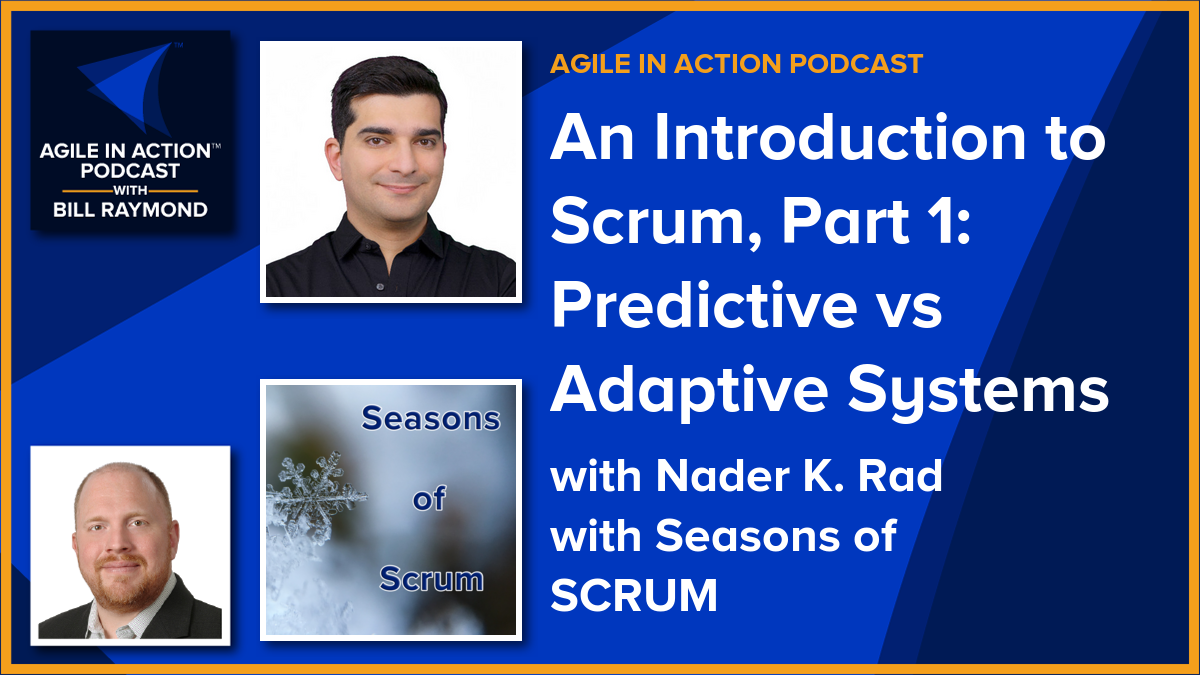 AGILE IN ACTION™
PODCAST
WITH
BILL RAYMOND
AGILE IN ACTION PODCAST
An Introduction to
Scrum, Part 1:
Predictive vs
Adaptive Systems
with Nader K. Rad
with Seasons of
SCRUM
Seasons
of
Scrum